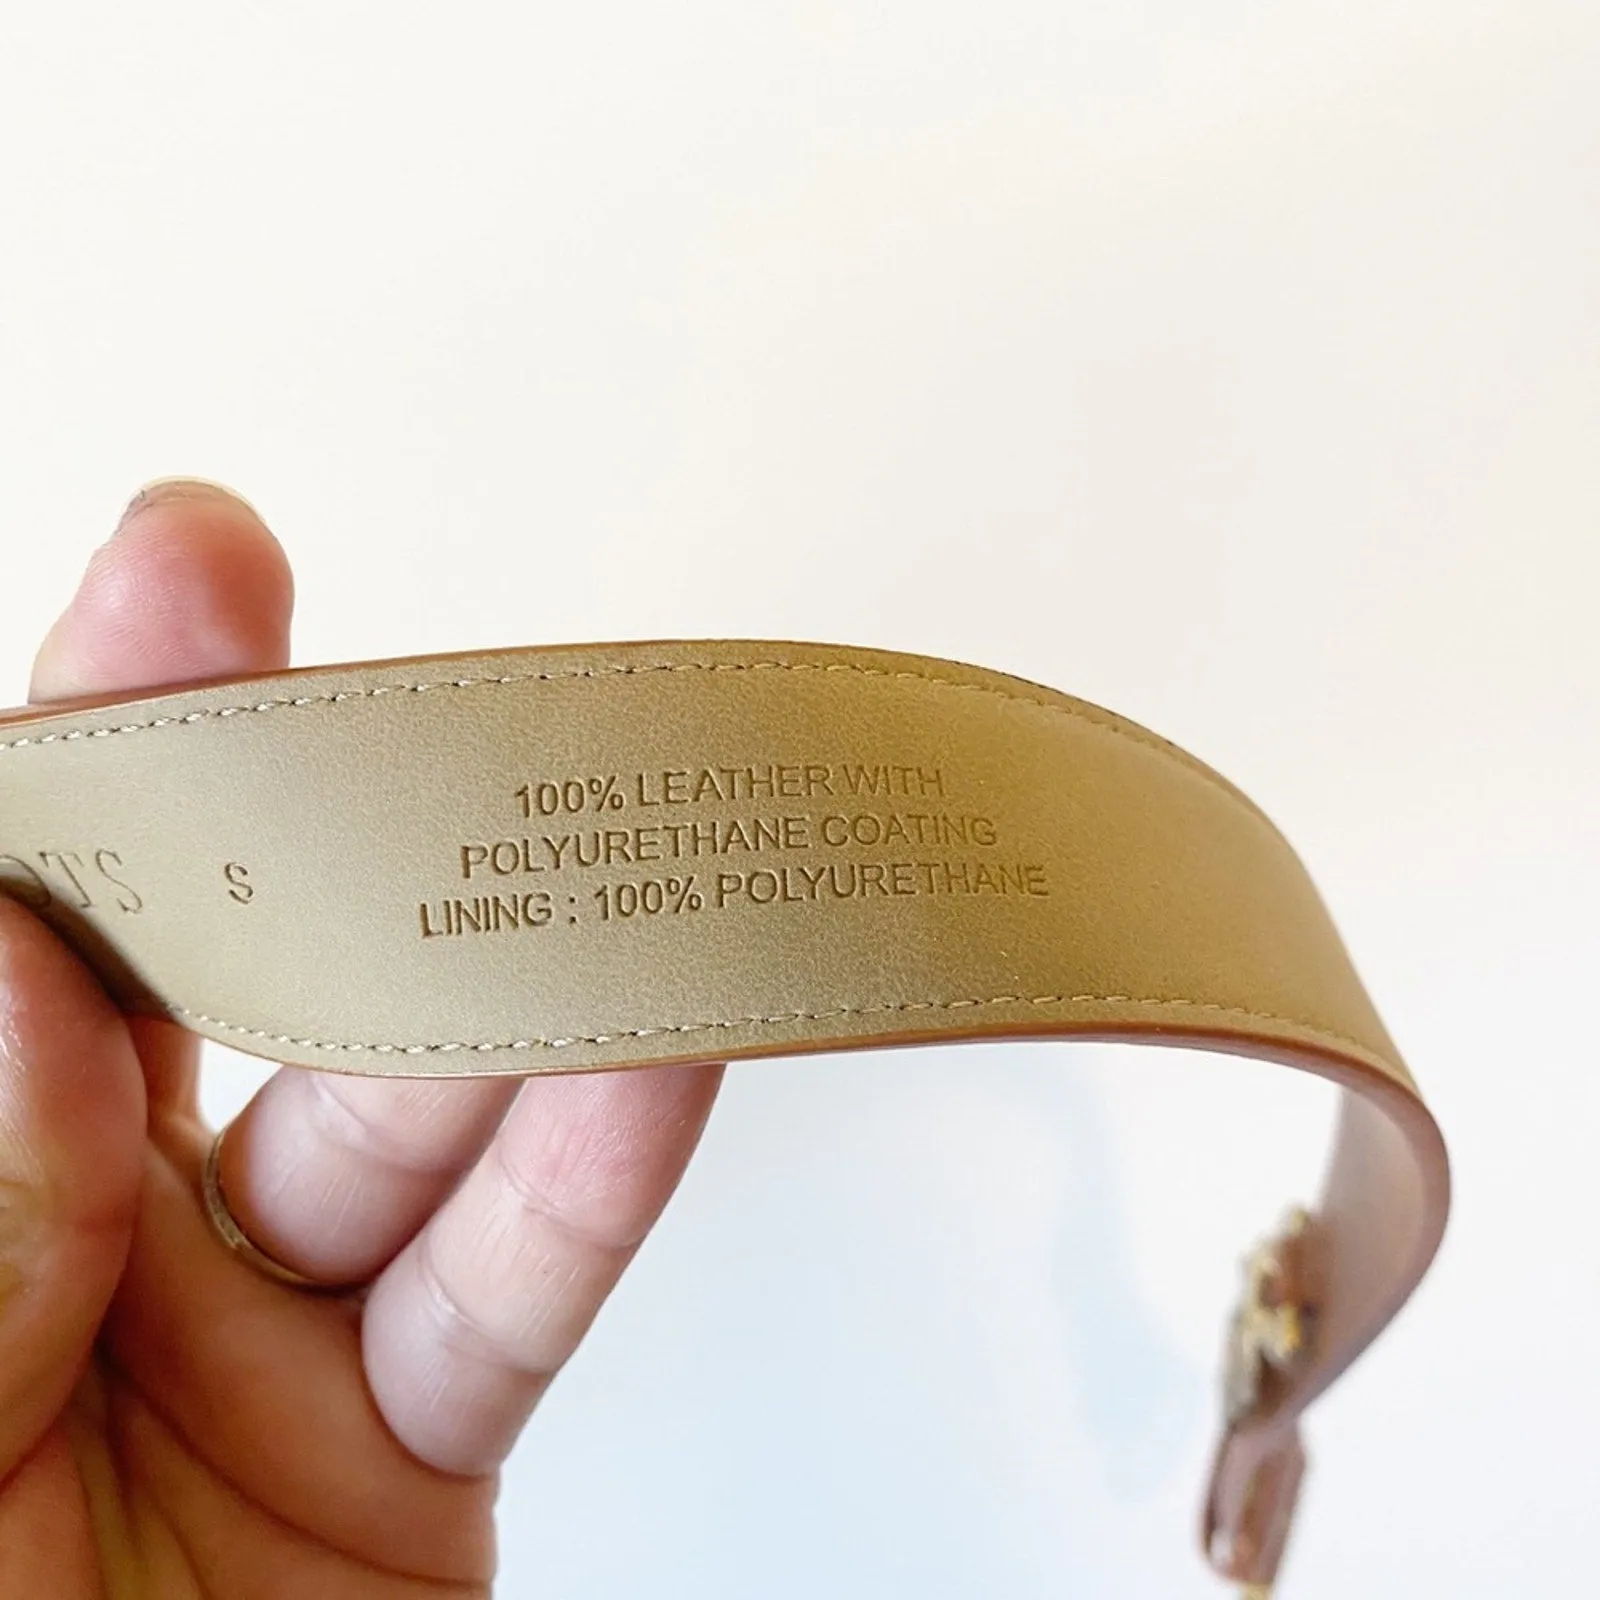 S
100% LEATHER WITH
POLYURETHANE COATING
LINING : 100% POLYURETHANE